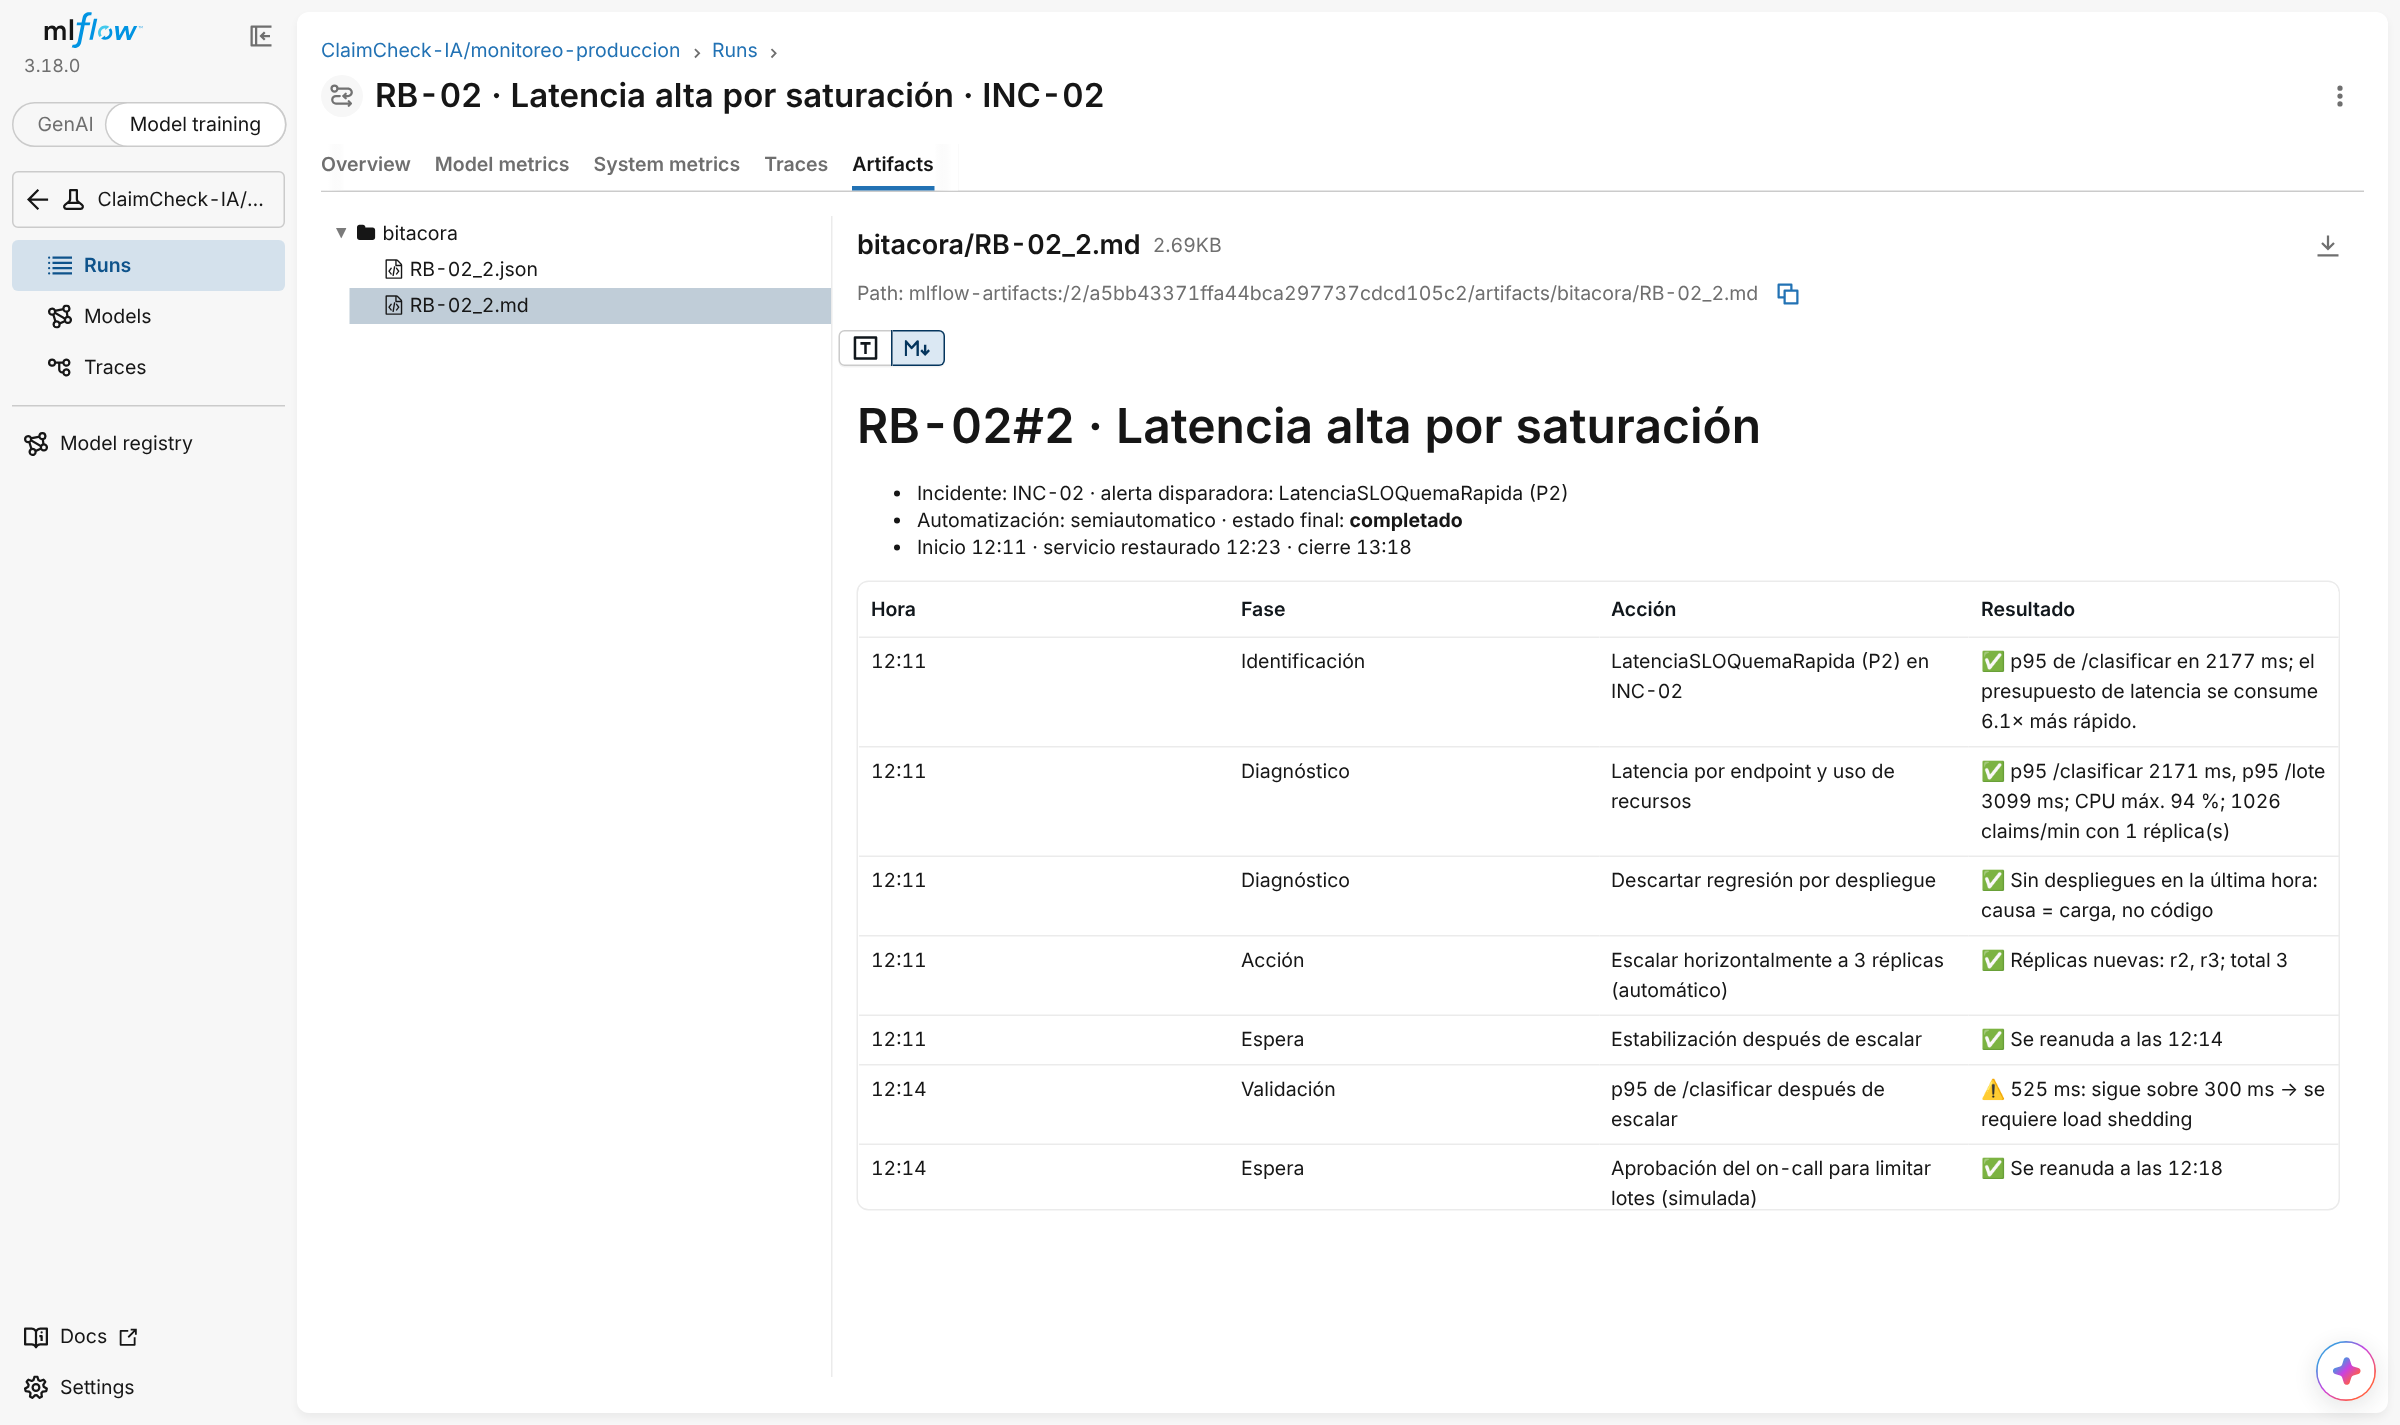 mlflow
3.18.0
GenAI
Model training
ClaimCheck-IA/...
Runs
Models
Traces
Model registry
Docs
Settings
ClaimCheck-IA/monitoreo-produccion > Runs >
RB-02 · Latencia alta por saturación · INC-02
Overview
Model metrics
System metrics
Traces
Artifacts
bitacora
RB-02_2.json
RB-02_2.md
bitacora/RB-02_2.md 2.69KB
Path: mlflow-artifacts:/2/a5bb43371ffa44bca297737cdcd105c2/artifacts/bitacora/RB-02_2.md
RB-02#2 · Latencia alta por saturación
• Incidente: INC-02 · alerta disparadora: LatenciaSLOQuemaRapida (P2)
• Automatización: semiautomatico · estado final: completado
• Inicio 12:11 · servicio restaurado 12:23 · cierre 13:18
Hora
Fase
Acción
Resultado
12:11
Identificación
LatenciaSLOQuemaRapida (P2) en
INC-02
✅ p95 de /clasificar en 2177 ms; el
presupuesto de latencia se consume
6.1× más rápido.
12:11
Diagnóstico
Latencia por endpoint y uso de
recursos
✅ p95 /clasificar 2171 ms, p95 /lote
3099 ms; CPU máx. 94 %; 1026
claims/min con 1 réplica(s)
12:11
Diagnóstico
Descartar regresión por despliegue
✅ Sin despliegues en la última hora:
causa = carga, no código
12:11
Acción
Escalar horizontalmente a 3 réplicas
(automático)
✅ Réplicas nuevas: r2, r3; total 3
12:11
Espera
Estabilización después de escalar
✅ Se reanuda a las 12:14
12:14
Validación
p95 de /clasificar después de
escalar
⚠️ 525 ms: sigue sobre 300 ms → se
requiere load shedding
12:14
Espera
Aprobación del on-call para limitar
lotes (simulada)
✅ Se reanuda a las 12:18